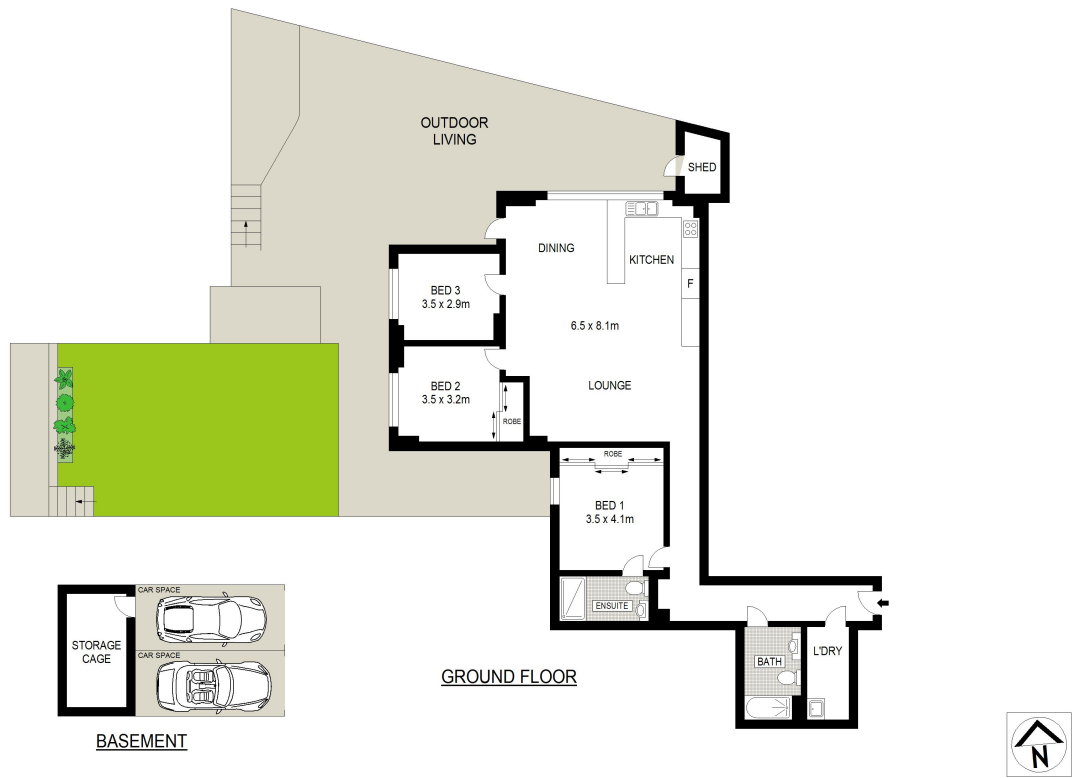 OUTDOOR
LIVING
SHED
DINING
KITCHEN
F
BED 3
3.5 x 2.9m
6.5 x 8.1m
BED 2
3.5 x 3.2m
LOUNGE
ROBE
ROBE
BED 1
3.5 x 4.1m
ENSUITE
BATH
L'DRY
CAR SPACE
STORAGE
CAGE
CAR SPACE
GROUND FLOOR
BASEMENT
N